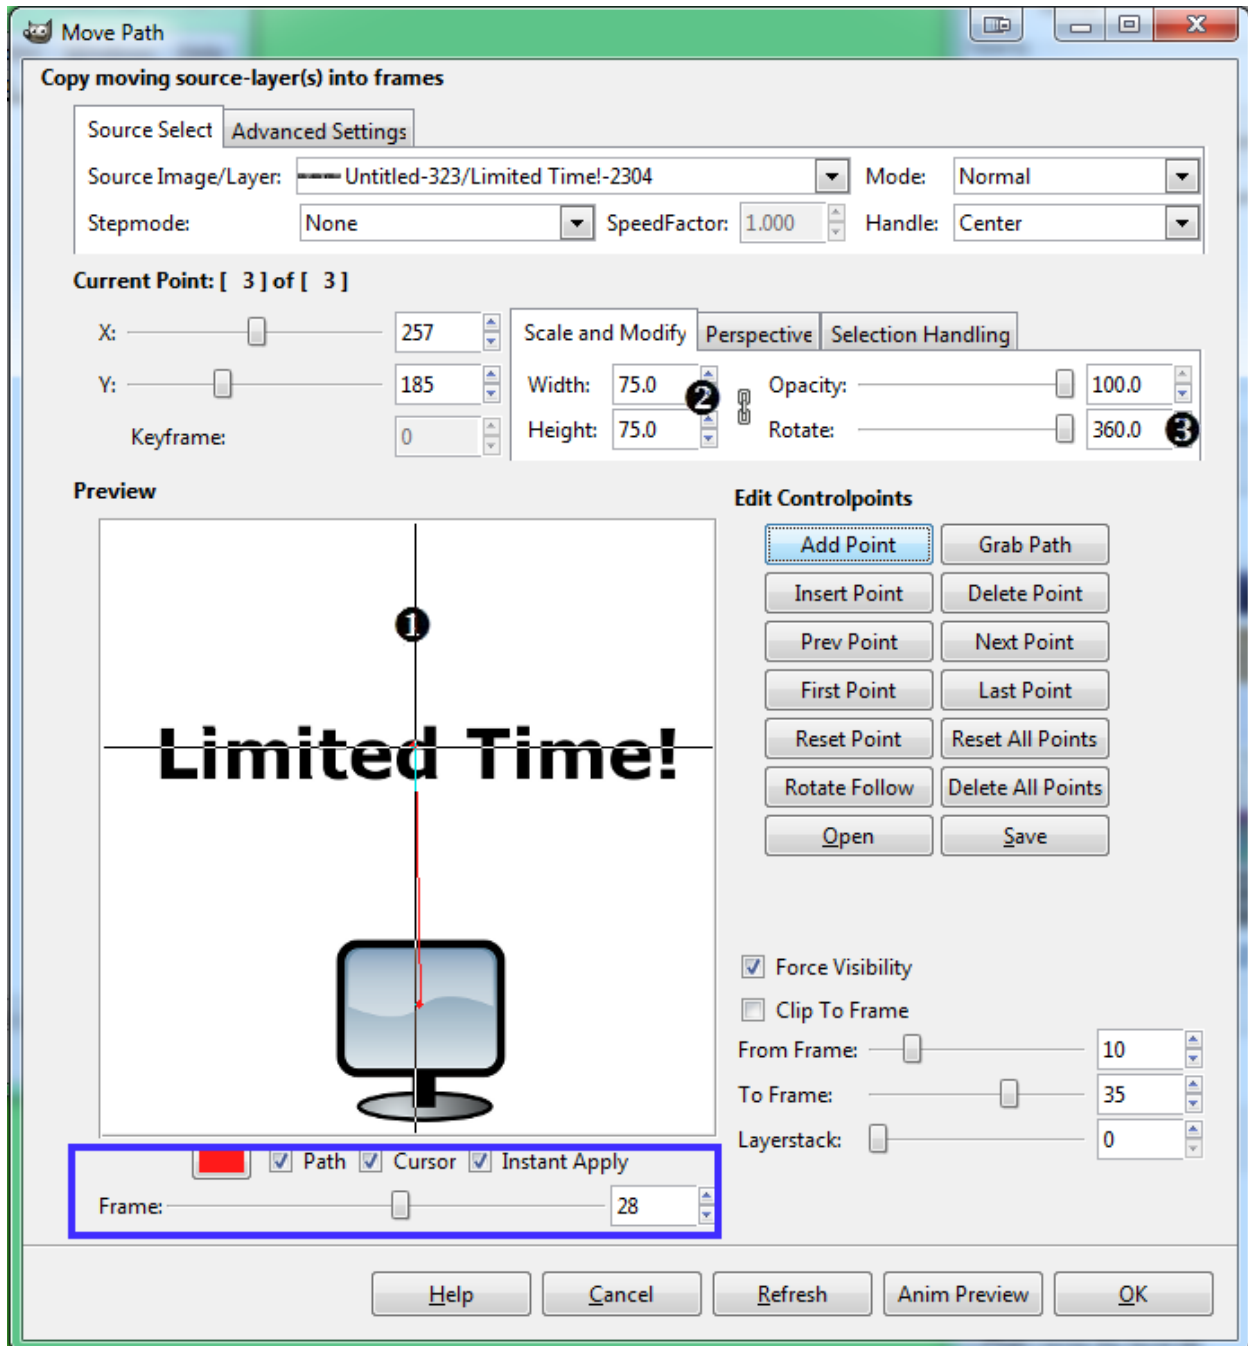 Move Path
Copy moving source-layer(s) into frames
Source Select Advanced Settings
Source Image/Layer: Untitled-323/Limited Time!-2304 Mode: Normal
Stepmode: None SpeedFactor: 1.000 Handle: Center
Current Point: [ 3 ] of [ 3 ]
X: 257
Y: 185
Keyframe: 0
Scale and Modify Perspective Selection Handling
Width: 75.0 2 Opacity: 100.0
Height: 75.0 Rotate: 360.0 3
Preview
1
Limited Time!
Path Cursor Instant Apply
Frame: 28
Edit Controlpoints
Add Point Grab Path
Insert Point Delete Point
Prev Point Next Point
First Point Last Point
Reset Point Reset All Points
Rotate Follow Delete All Points
Open Save
Force Visibility
Clip To Frame
From Frame: 10
To Frame: 35
Layerstack: 0
Help Cancel Refresh Anim Preview OK